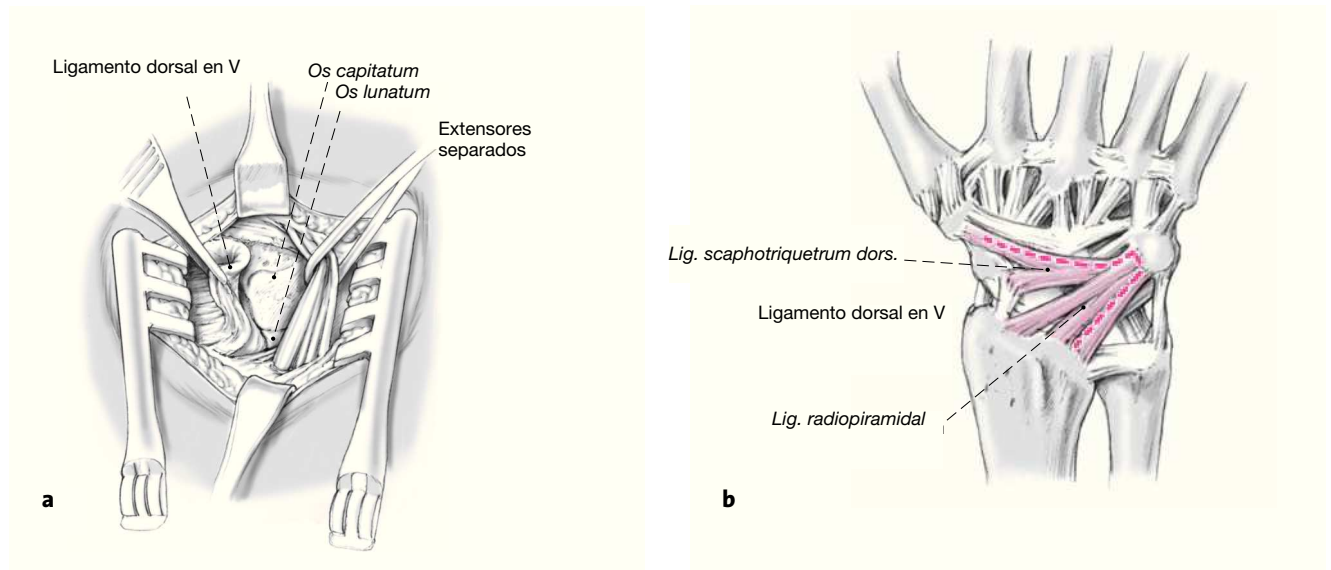 Ligamento dorsal en V
Os capitatum
Os lunatum
Extensores
separados
a
Lig. scaphotriquetrum dors.
Ligamento dorsal en V
Lig. radiopiramidal
b